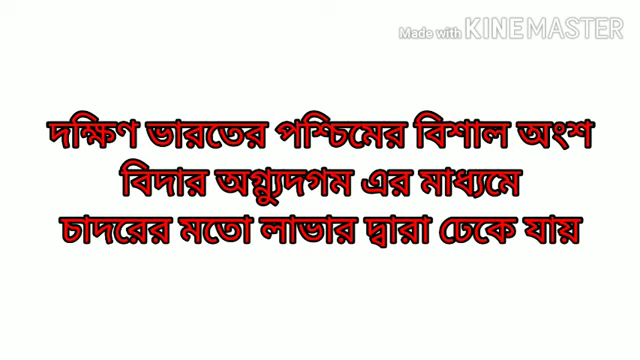 Made with KINEMASTER
দক্ষিণ ভারতের পশ্চিমের বিশাল অংশ
বিদার অগ্ন্যুদগম এর মাধ্যমে
চাদরের মতো লাভার দ্বারা ঢেকে যায়